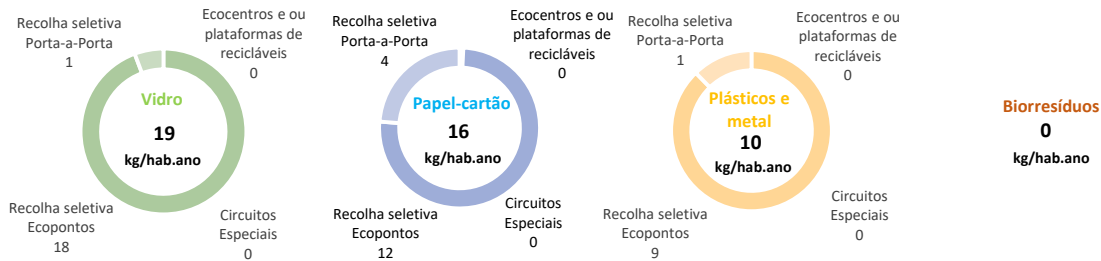 Recolha seletiva
Porta-a-Porta
1
Ecocentros e ou
plataformas de
recicláveis
0
Vidro
19
kg/hab.ano
Recolha seletiva
Ecopontos
18
Circuitos
Especiais
0
Recolha seletiva
Porta-a-Porta
4
Ecocentros e ou
plataformas de
recicláveis
0
Papel-cartão
16
kg/hab.ano
Recolha seletiva
Ecopontos
12
Circuitos
Especiais
0
Recolha seletiva
Porta-a-Porta
1
Ecocentros e ou
plataformas de
recicláveis
0
Plásticos e
metal
10
kg/hab.ano
Recolha seletiva
Ecopontos
9
Circuitos
Especiais
0
Biorresíduos
0
kg/hab.ano